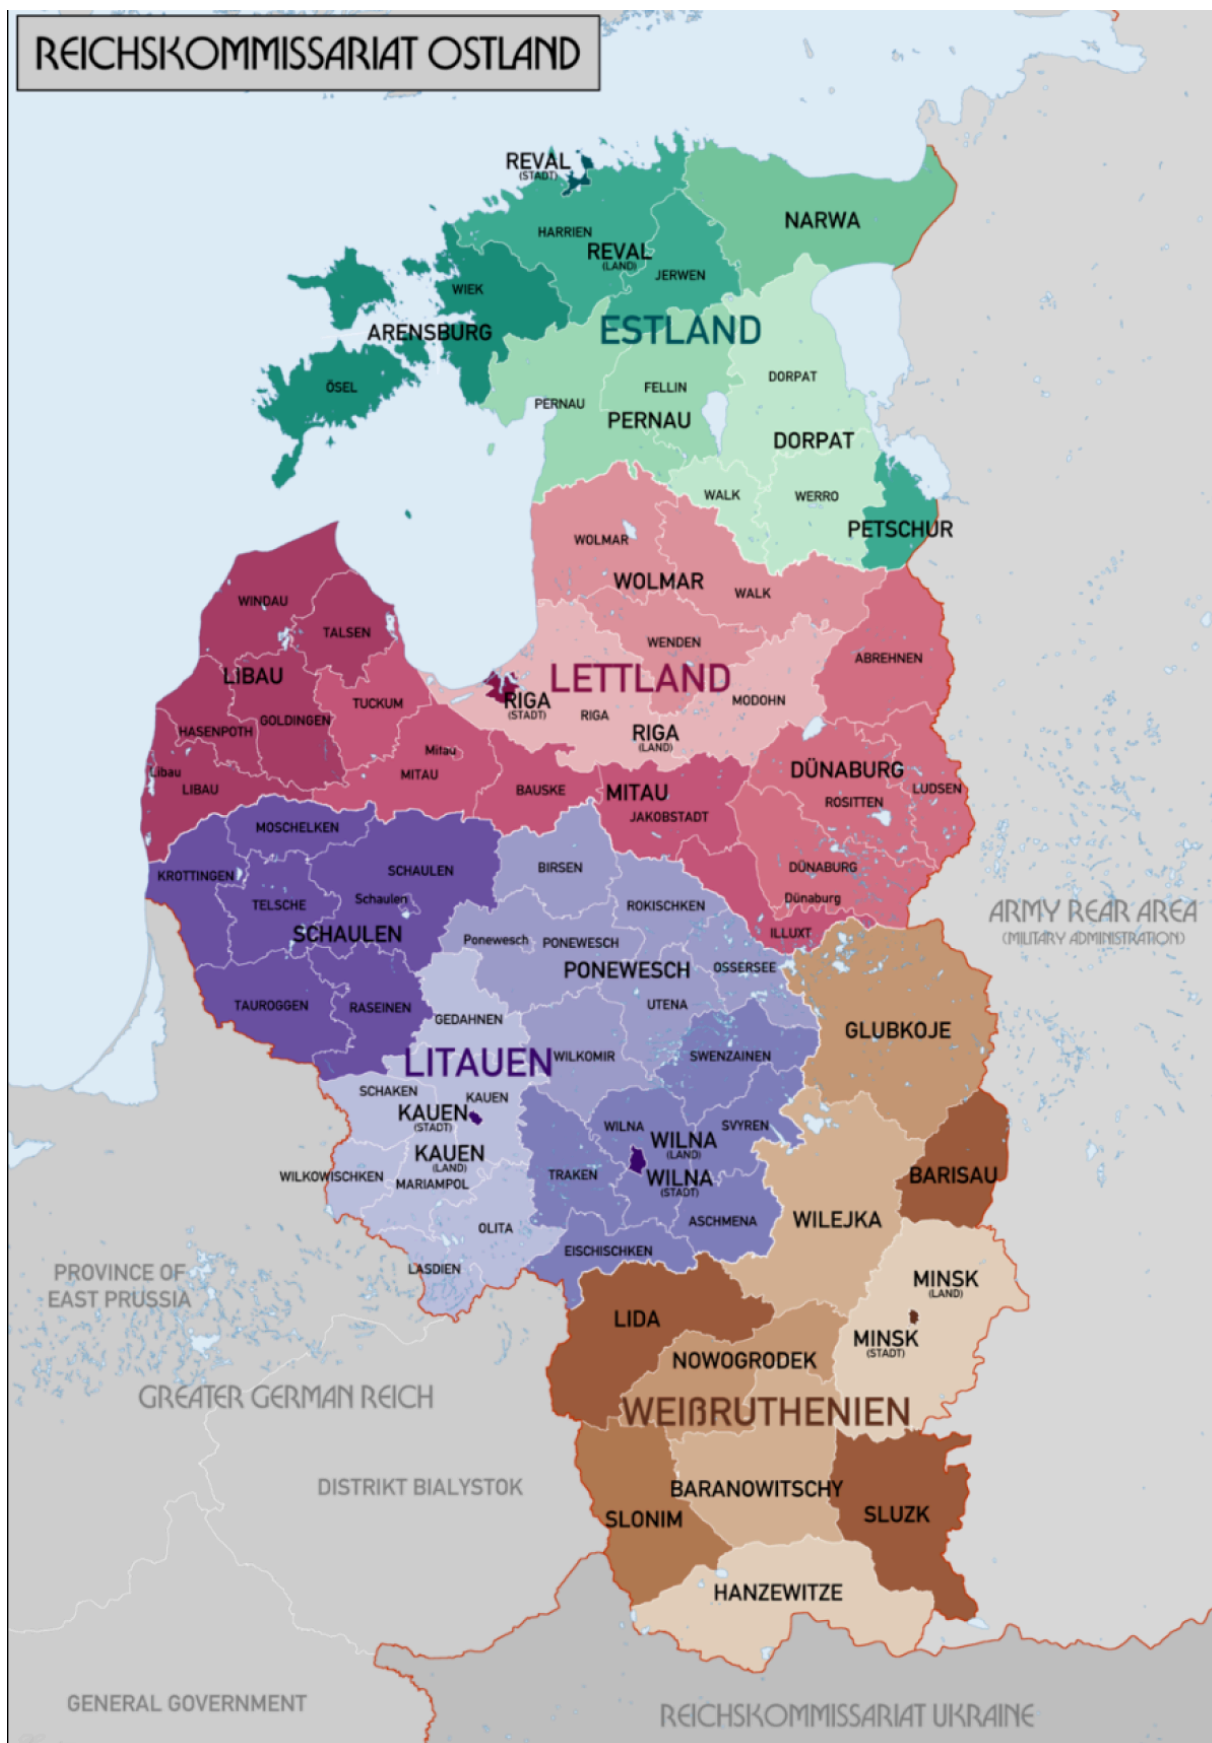 REICHSKOMMISSARIAT OSTLAND
REVAL
(STADT)
NARWA
HARRIEN
REVAL
(LAND)
JERWEN
WIEK
ARENSBURG
ESTLAND
ÖSEL
DORPAT
FELLIN
PERNAU
PERNAU
DORPAT
WALK
WERRO
PETSCHUR
WOLMAR
WOLMAR
WALK
WINDAU
TALSEN
WENDEN
ABREHNEN
LIBAU
LETTLAND
TUCKUM
RIGA
(STADT)
MODOHN
RIGA
GOLDINGEN
HASENPOTH
RIGA
(LAND)
Mitau
MITAU
Libau
LIBAU
BAUSKE
MITAU
DÜNABURG
LUDSEN
ROSITTEN
JAKOBSTADT
MOSCHELKEN
KROTTINGEN
SCHAULEN
BIRSEN
DÜNABURG
Dünaburg
TELSCHE
Schaulen
ROKISCHKEN
ILLUXT
ARMY REAR AREA
(MILITARY ADMINISTRATION)
SCHAULEN
Ponewesch
PONEWESCH
PONEWESCH
OSSERSEE
TAUROGGEN
RASEINEN
UTENA
GEDAHNEN
GLUBKOJE
LITAUEN
WILKOMIR
SWENZAINEN
SCHAKEN
KAUEN
KAUEN
(STADT)
WILNA
SVYREN
WILNA
(LAND)
KAUEN
(LAND)
WILKOWISCHKEN
MARIAMPOL
TRAKEN
WILNA
(STADT)
BARISAU
OLITA
ASCHMENA
WILEJKA
EISCHISCHKEN
LASDIEN
PROVINCE OF
EAST PRUSSIA
MINSK
(LAND)
LIDA
MINSK
(STADT)
NOWOGRODEK
GREATER GERMAN REICH
WEIßRUTHENIEN
DISTRIKT BIALYSTOK
BARANOWITSCHY
SLONIM
SLUZK
HANZEWITZE
GENERAL GOVERNMENT
REICHSKOMMISSARIAT UKRAINE